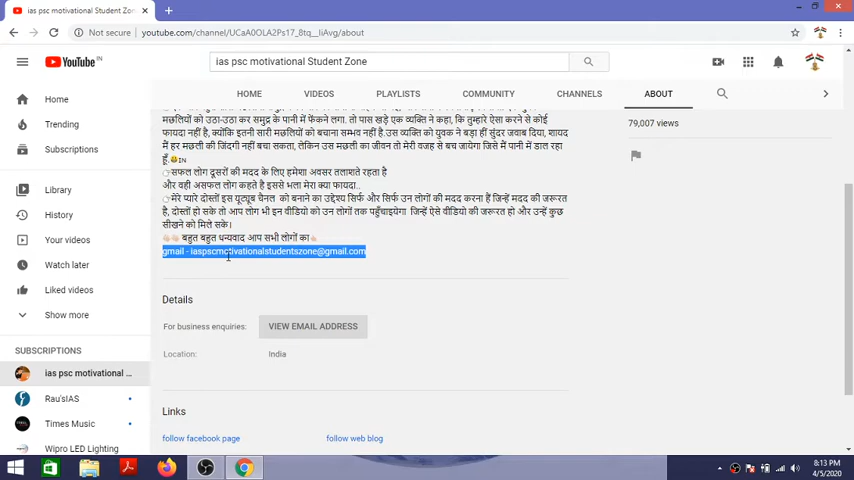 ias psc motivational Student Zon
Not secure
youtube.com/channel/UCaA0OLA2Ps17_8tq__liAvg/about
YouTube IN
ias psc motivational Student Zone
HOME VIDEOS PLAYLISTS COMMUNITY CHANNELS ABOUT
Home
Trending
Subscriptions
Library
History
Your videos
Watch later
Liked videos
Show more
SUBSCRIPTIONS
ias psc motivational ...
Rau'sIAS
Times Music
Wipro LED Lighting
मछलियों को उठा-उठा कर समुद्र के पानी में फेंकने लगा. तो पास खड़े एक व्यक्ति ने कहा, कि तुम्हारे ऐसा करने से कोई
फायदा नहीं है, क्योंकि इतनी सारी मछलियों को बचाना सम्भव नहीं है.उस व्यक्ति को युवक ने बड़ा हीं सुंदर जवाब दिया, शायद
में हर मछली की जिंदगी नहीं बचा सकता, लेकिन उस मछली का जीवन तो मेरी वजह से बच जायेगा जिसे मैं पानी में डाल रहा
हूँ.😀IN
👉सफल लोग दूसरों की मदद के लिए हमेशा अवसर तलाशते रहता है
और वही असफल लोग कहते है इससे भला मेरा क्या फायदा..
👉मेरे प्यारे दोस्तों इस यूट्यूब चैनल को बनाने का उद्देश्य सिर्फ और सिर्फ उन लोगों की मदद करना हैं जिन्हें मदद की जरूरत
है, दोस्तों हो सके तो आप लोग भी इन वीडियो को उन लोगों तक पहुँचाइयेगा जिन्हें ऐसे वीडियो की जरूरत हो और उन्हें कुछ
सीखने को मिले सके।
👏🏻👏🏻 बहुत बहुत धन्यवाद आप सभी लोगों का
gmail - iaspscmotivationalstudentszone@gmail.com
Details
For business enquiries: VIEW EMAIL ADDRESS
Location: India
Links
follow facebook page follow web blog
79,007 views
8:13 PM
4/5/2020